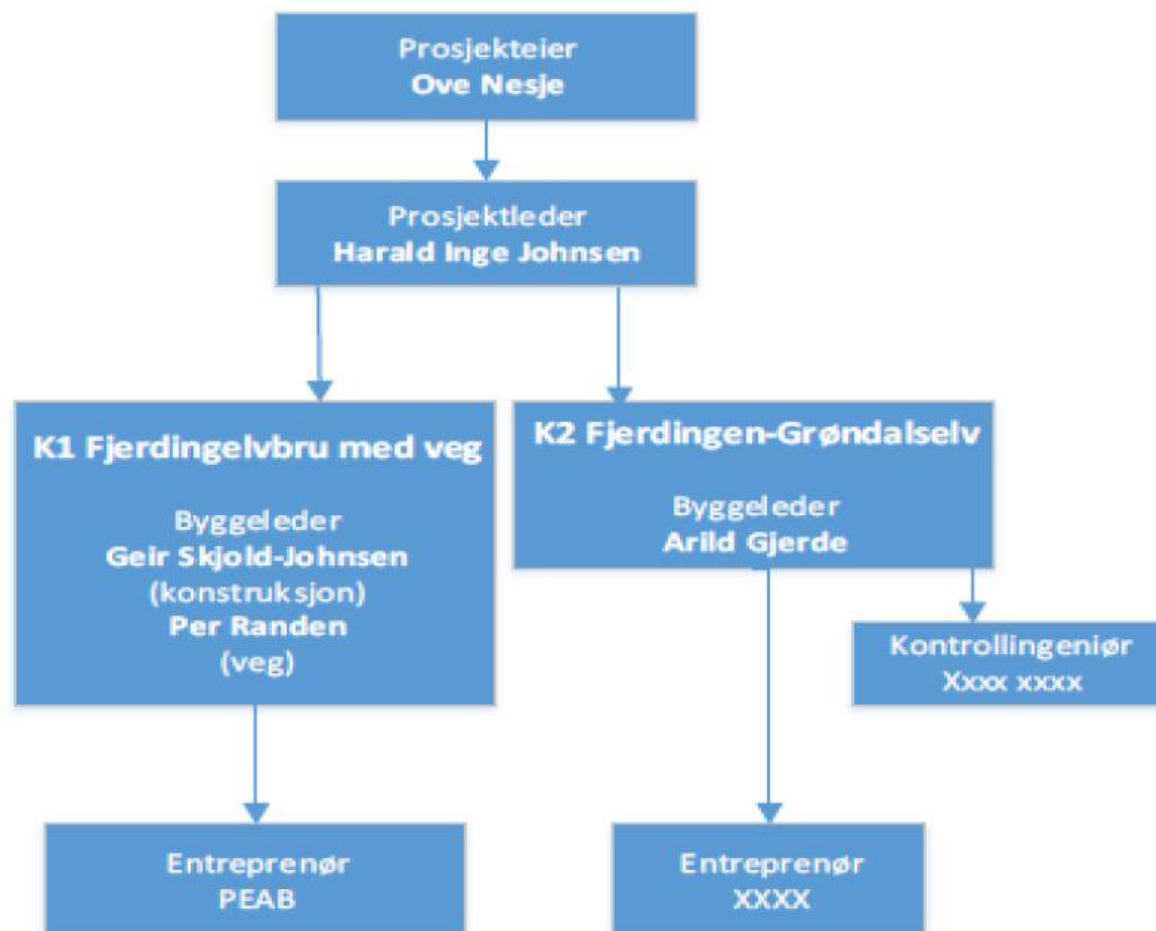 Prosjekteier
Ove Nesje
Prosjektleder
Harald Inge Johnsen
K1 Fjerdingelvbru med veg
Byggeleder
Geir Skjold-Johnsen
(konstruksjon)
Per Randen
(veg)
K2 Fjerdingen-Grøndalselv
Byggeleder
Arild Gjerde
Kontrollingeniør
Xxxx xxxx
Entreprenør
PEAB
Entreprenør
XXXX